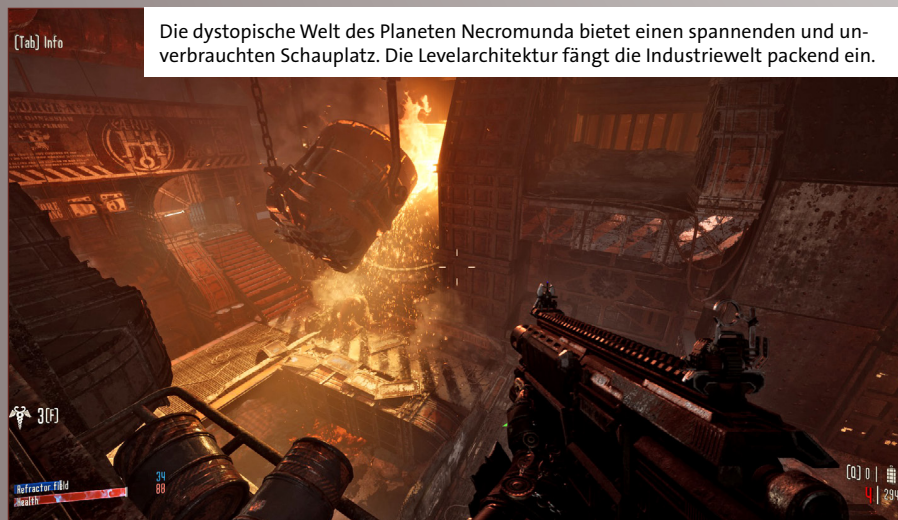 [Tab] Info
Die dystopische Welt des Planeten Necromunda bietet einen spannenden und un-
verbrauchten Schauplatz. Die Levelarchitektur fängt die Industriewelt packend ein.
3[F]
34
Refractor field
88
Health
[Q] 0 |
4 | 294